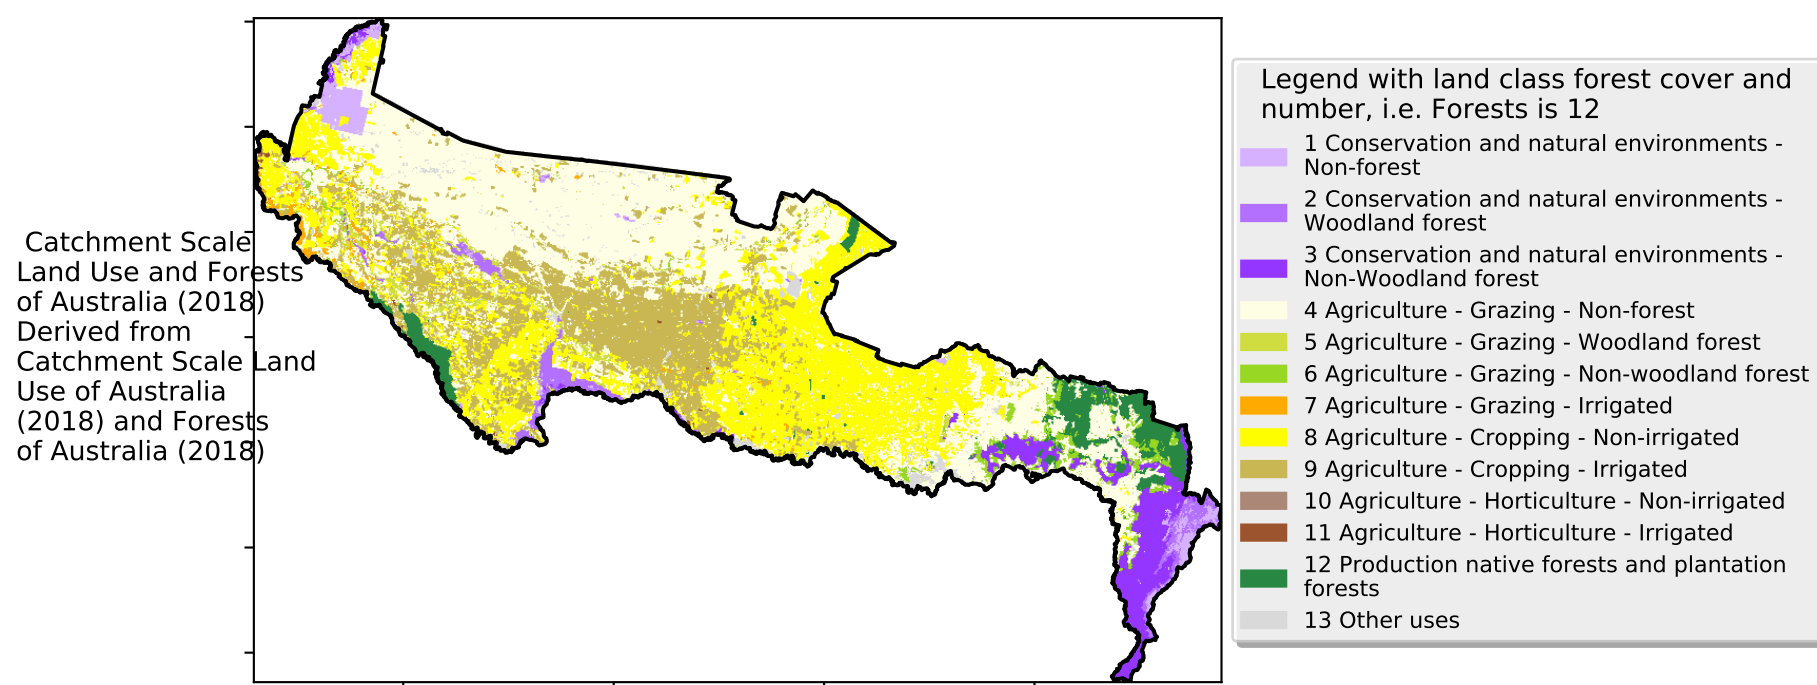 Catchment Scale
Land Use and Forests
of Australia (2018)
Derived from
Catchment Scale Land
Use of Australia
(2018) and Forests
of Australia (2018)
Legend with land class forest cover and
number, i.e. Forests is 12
1 Conservation and natural environments -
Non-forest
2 Conservation and natural environments -
Woodland forest
3 Conservation and natural environments -
Non-Woodland forest
4 Agriculture - Grazing - Non-forest
5 Agriculture - Grazing - Woodland forest
6 Agriculture - Grazing - Non-woodland forest
7 Agriculture - Grazing - Irrigated
8 Agriculture - Cropping - Non-irrigated
9 Agriculture - Cropping - Irrigated
10 Agriculture - Horticulture - Non-irrigated
11 Agriculture - Horticulture - Irrigated
12 Production native forests and plantation
forests
13 Other uses